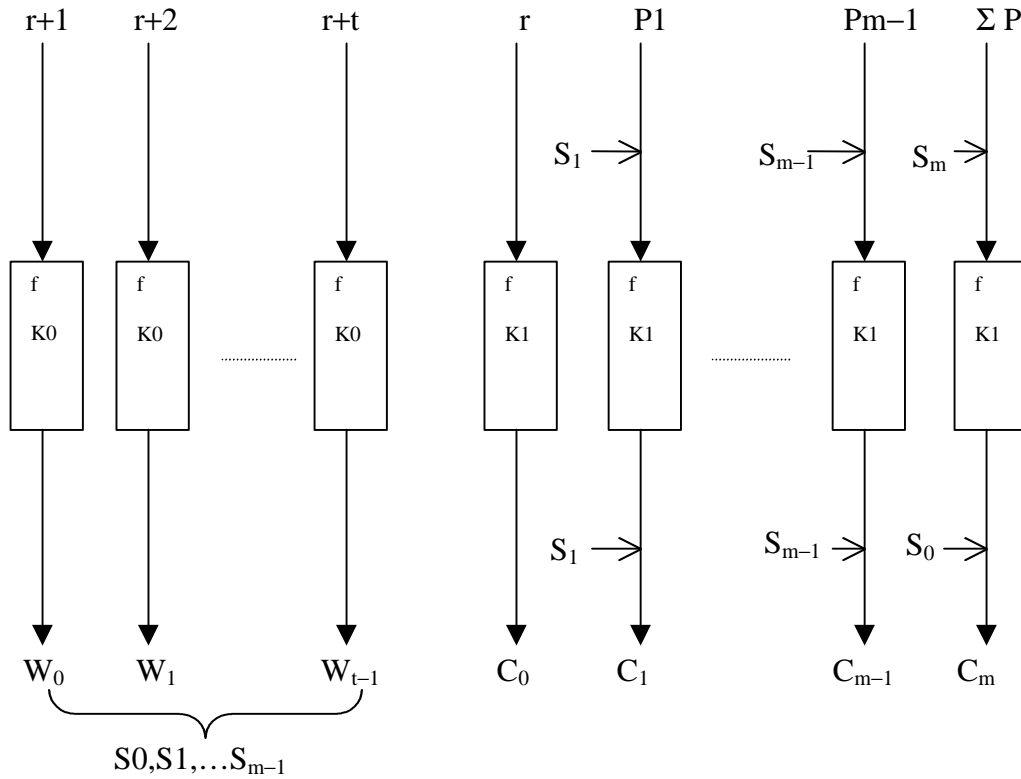 r+1 r+2 r+t r P1 Pm−1 Σ P
S₁ Sₘ₋₁ Sₘ
f f f f f f f
K0 K0 K0 K1 K1 K1 K1
S₁ Sₘ₋₁ S₀
W₀ W₁ Wₜ₋₁ C₀ C₁ Cₘ₋₁ Cₘ
S0,S1,…Sₘ₋₁